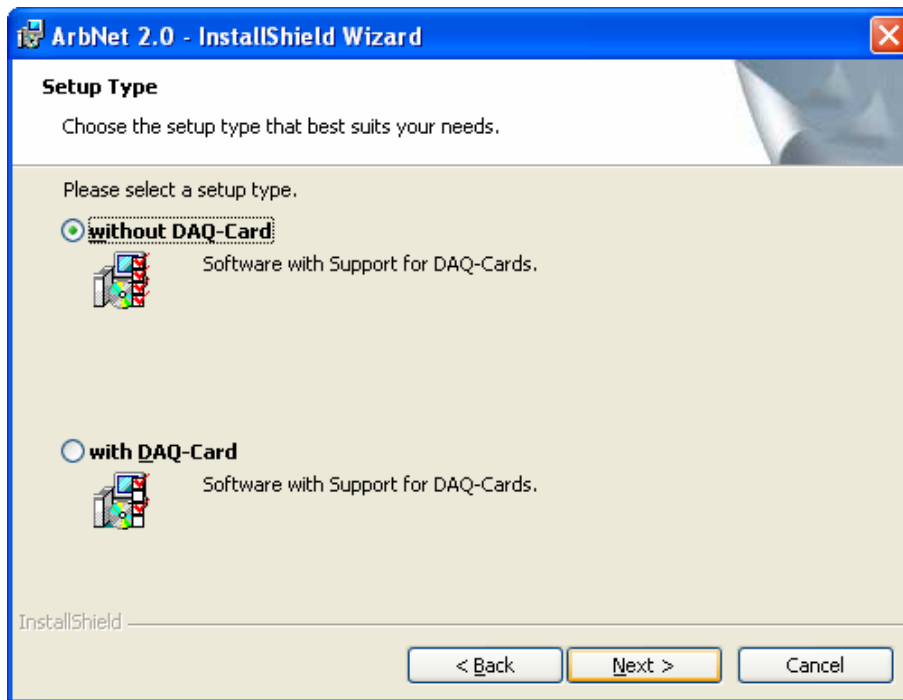 ArbNet 2.0 - InstallShield Wizard
Setup Type
Choose the setup type that best suits your needs.
Please select a setup type.
without DAQ-Card
Software with Support for DAQ-Cards.
with DAQ-Card
Software with Support for DAQ-Cards.
InstallShield
< Back Next > Cancel